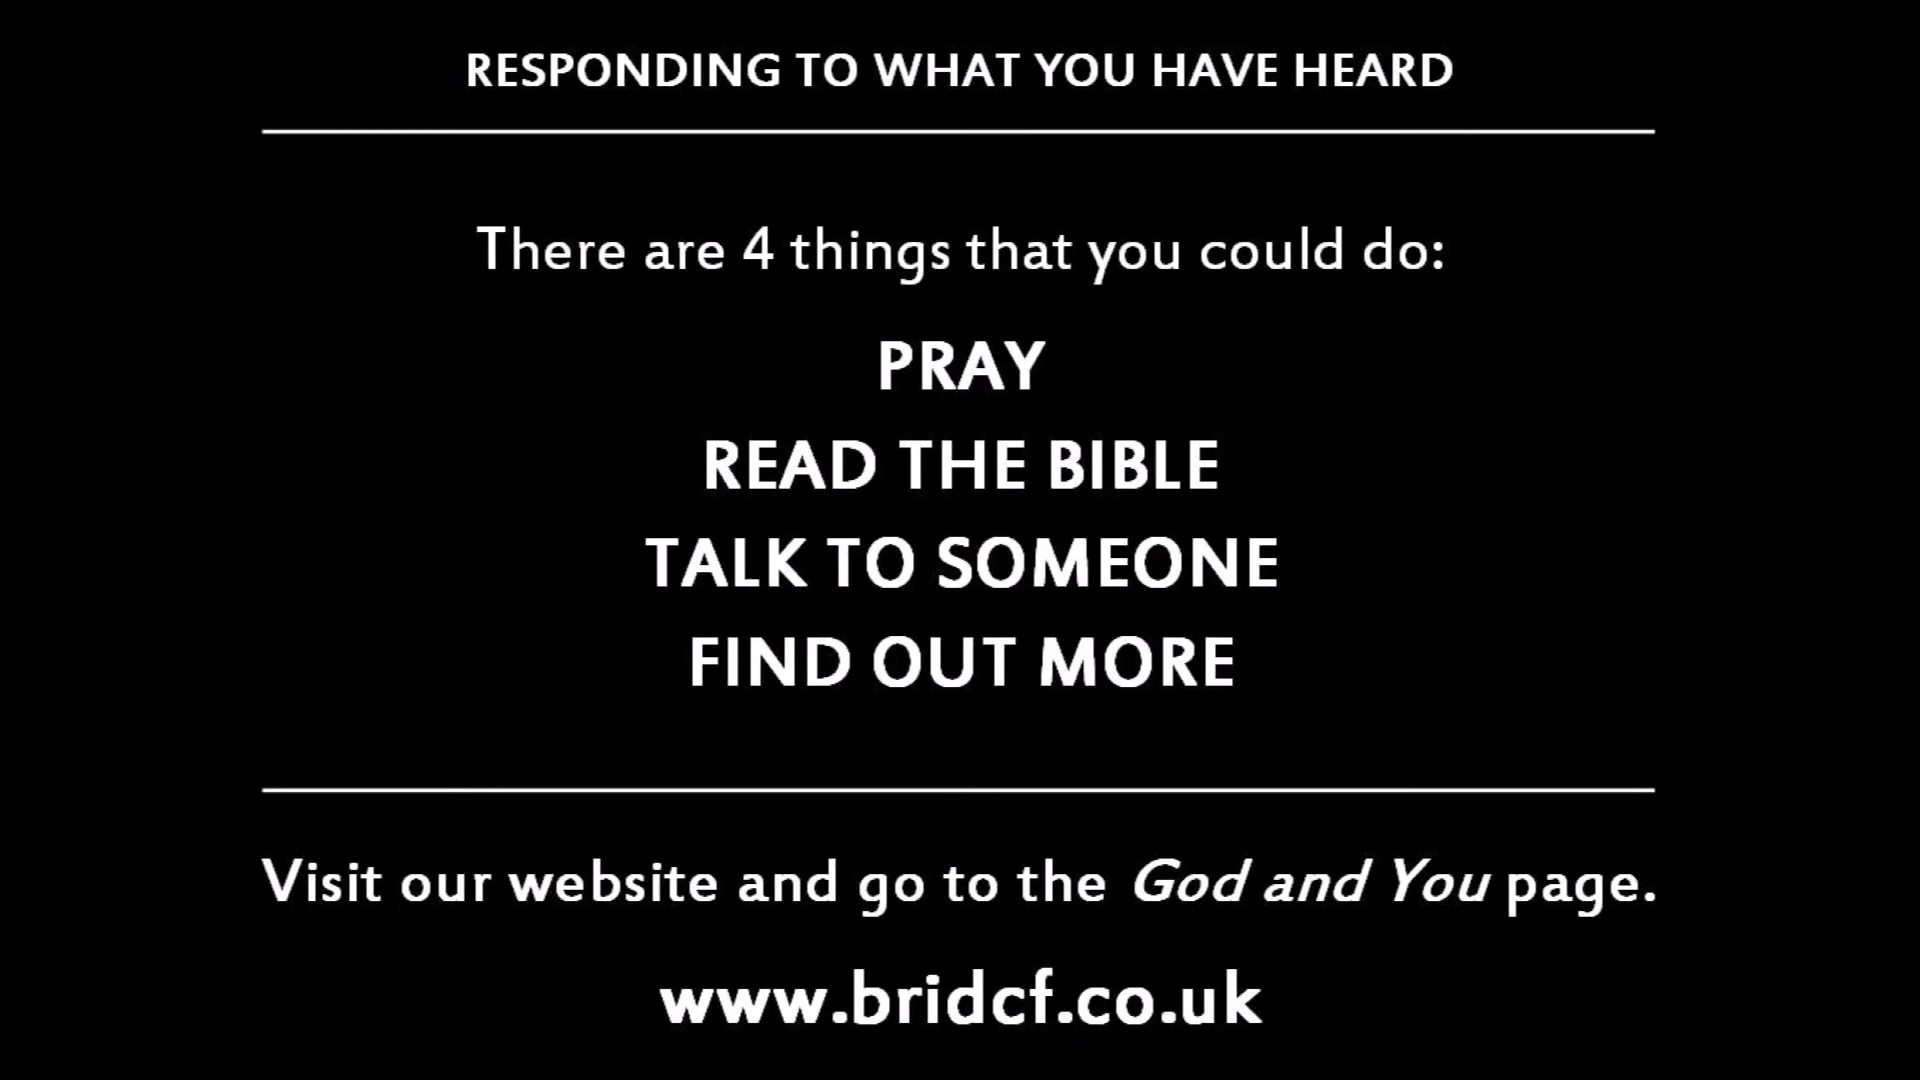 RESPONDING TO WHAT YOU HAVE HEARD
There are 4 things that you could do:
PRAY
READ THE BIBLE
TALK TO SOMEONE
FIND OUT MORE
Visit our website and go to the God and You page.
www.bridcf.co.uk